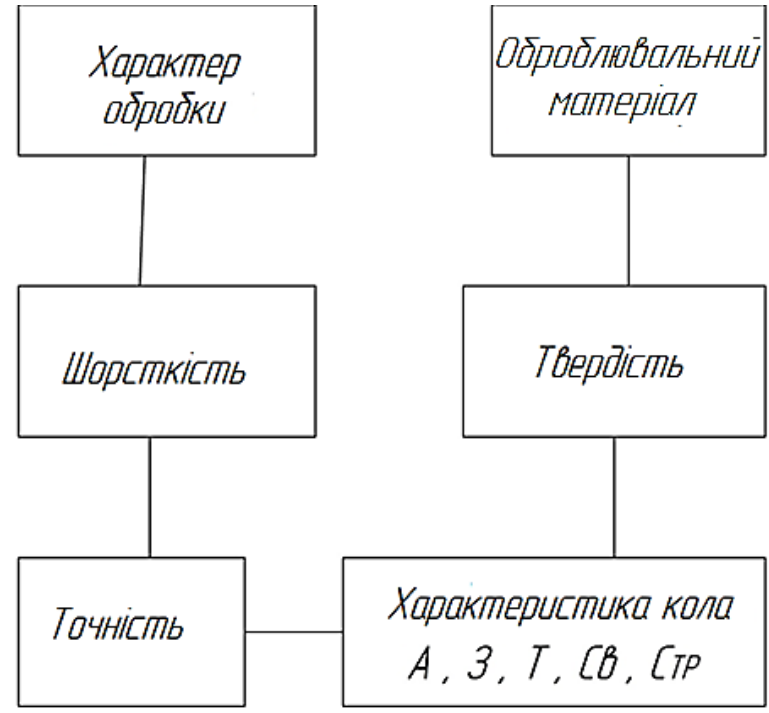 Характер
обробки
Оброблювальний
матеріал
Шорсткість
Твердість
Точність
Характеристика кола
А , З , Т , Св , Стр